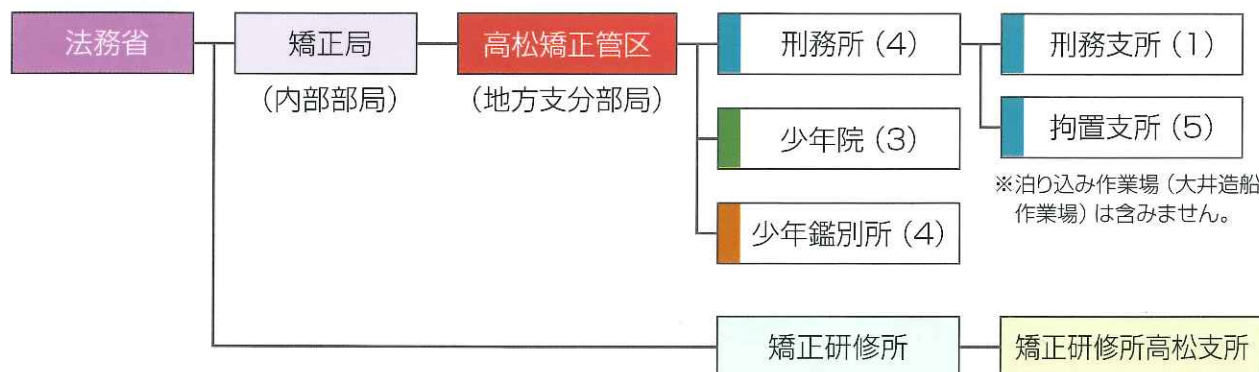 法務省
矯正局
(内部部局)
高松矯正管区
(地方支分部局)
刑務所 (4)
刑務支所 (1)
拘置支所 (5)
※泊り込み作業場 (大井造船
作業場) は含みません。
少年院 (3)
少年鑑別所 (4)
矯正研修所
矯正研修所高松支所